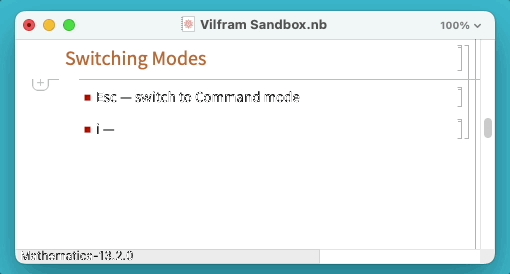 Vilfram Sandbox.nb
100%
Switching Modes
Esc — switch to Command mode
i —
Mathematica-13.2.0